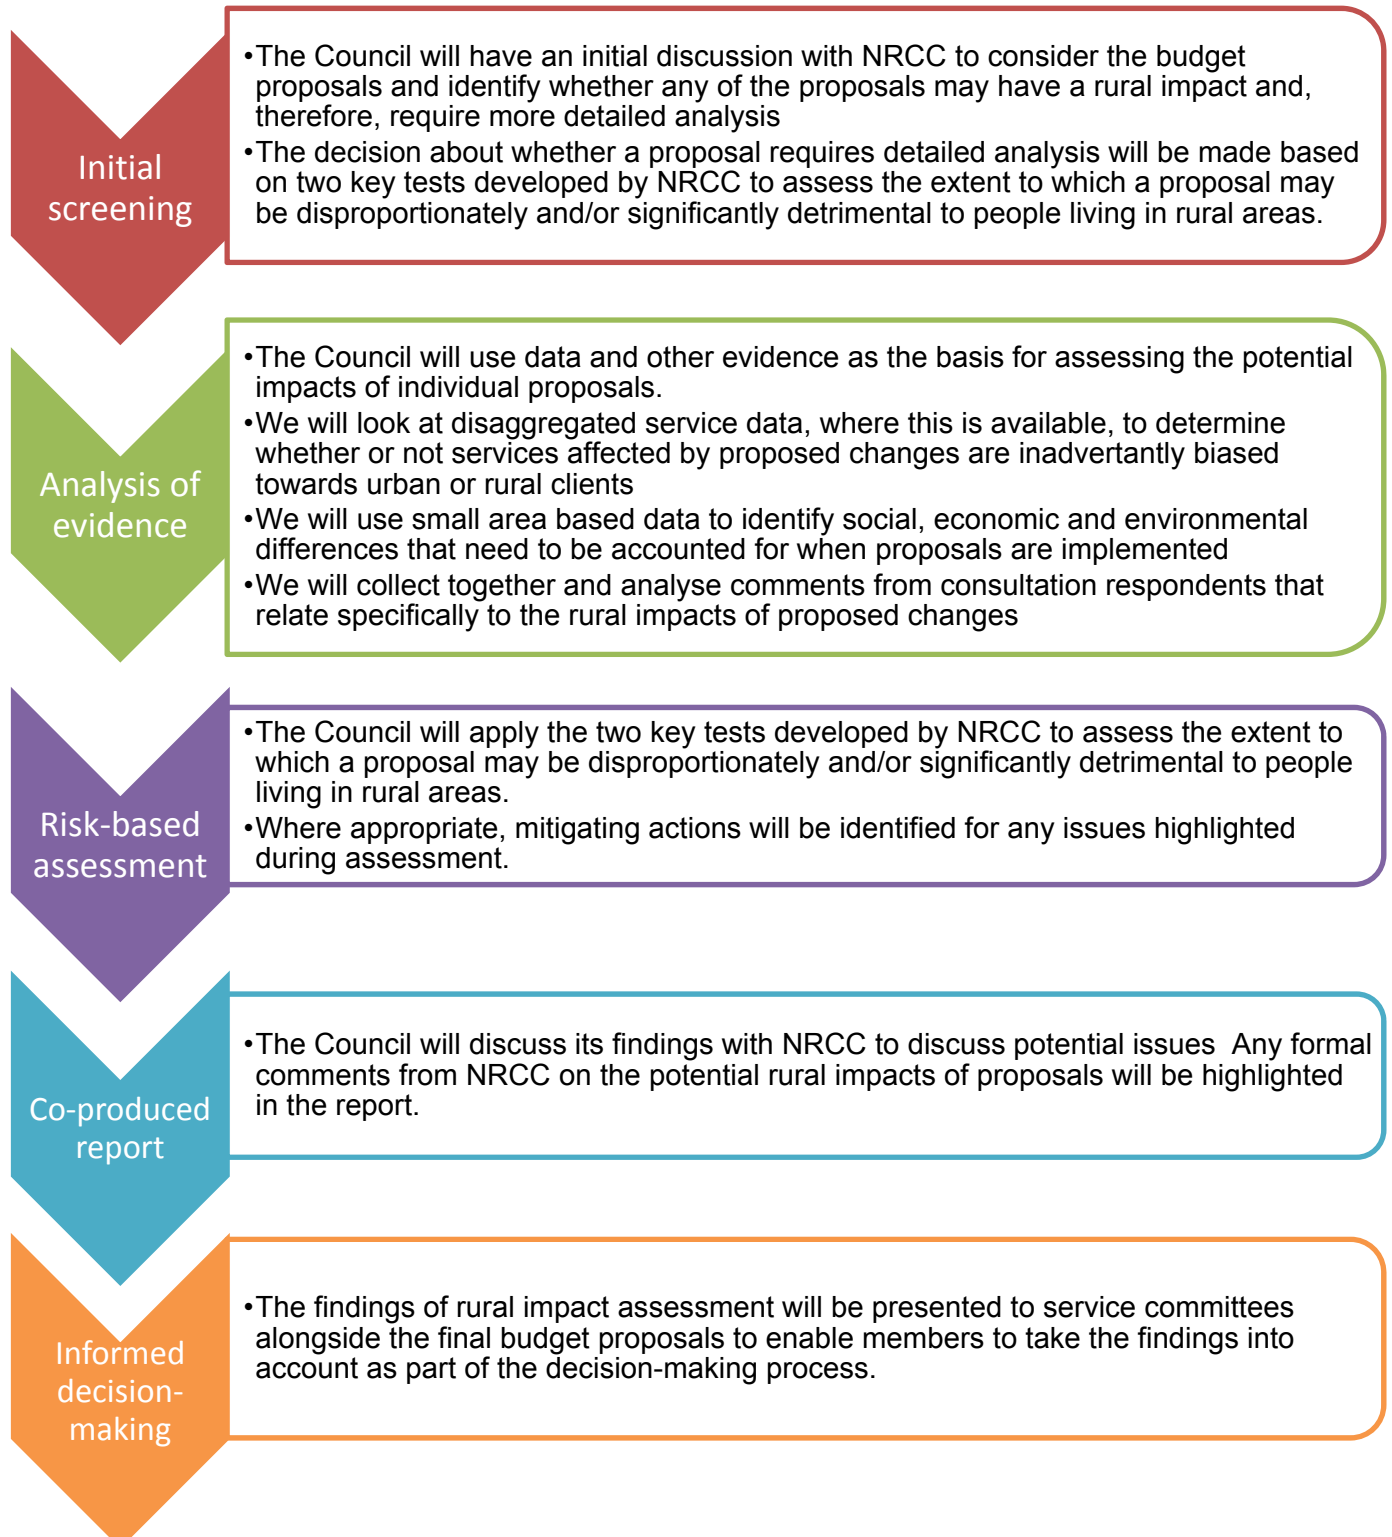 Initial
screening
•The Council will have an initial discussion with NRCC to consider the budget
proposals and identify whether any of the proposals may have a rural impact and,
therefore, require more detailed analysis
•The decision about whether a proposal requires detailed analysis will be made based
on two key tests developed by NRCC to assess the extent to which a proposal may
be disproportionately and/or significantly detrimental to people living in rural areas.
Analysis of
evidence
•The Council will use data and other evidence as the basis for assessing the potential
impacts of individual proposals.
•We will look at disaggregated service data, where this is available, to determine
whether or not services affected by proposed changes are inadvertantly biased
towards urban or rural clients
•We will use small area based data to identify social, economic and environmental
differences that need to be accounted for when proposals are implemented
•We will collect together and analyse comments from consultation respondents that
relate specifically to the rural impacts of proposed changes
Risk-based
assessment
•The Council will apply the two key tests developed by NRCC to assess the extent to
which a proposal may be disproportionately and/or significantly detrimental to people
living in rural areas.
•Where appropriate, mitigating actions will be identified for any issues highlighted
during assessment.
Co-produced
report
•The Council will discuss its findings with NRCC to discuss potential issues  Any formal
comments from NRCC on the potential rural impacts of proposals will be highlighted
in the report.
Informed
decision-
making
•The findings of rural impact assessment will be presented to service committees
alongside the final budget proposals to enable members to take the findings into
account as part of the decision-making process.